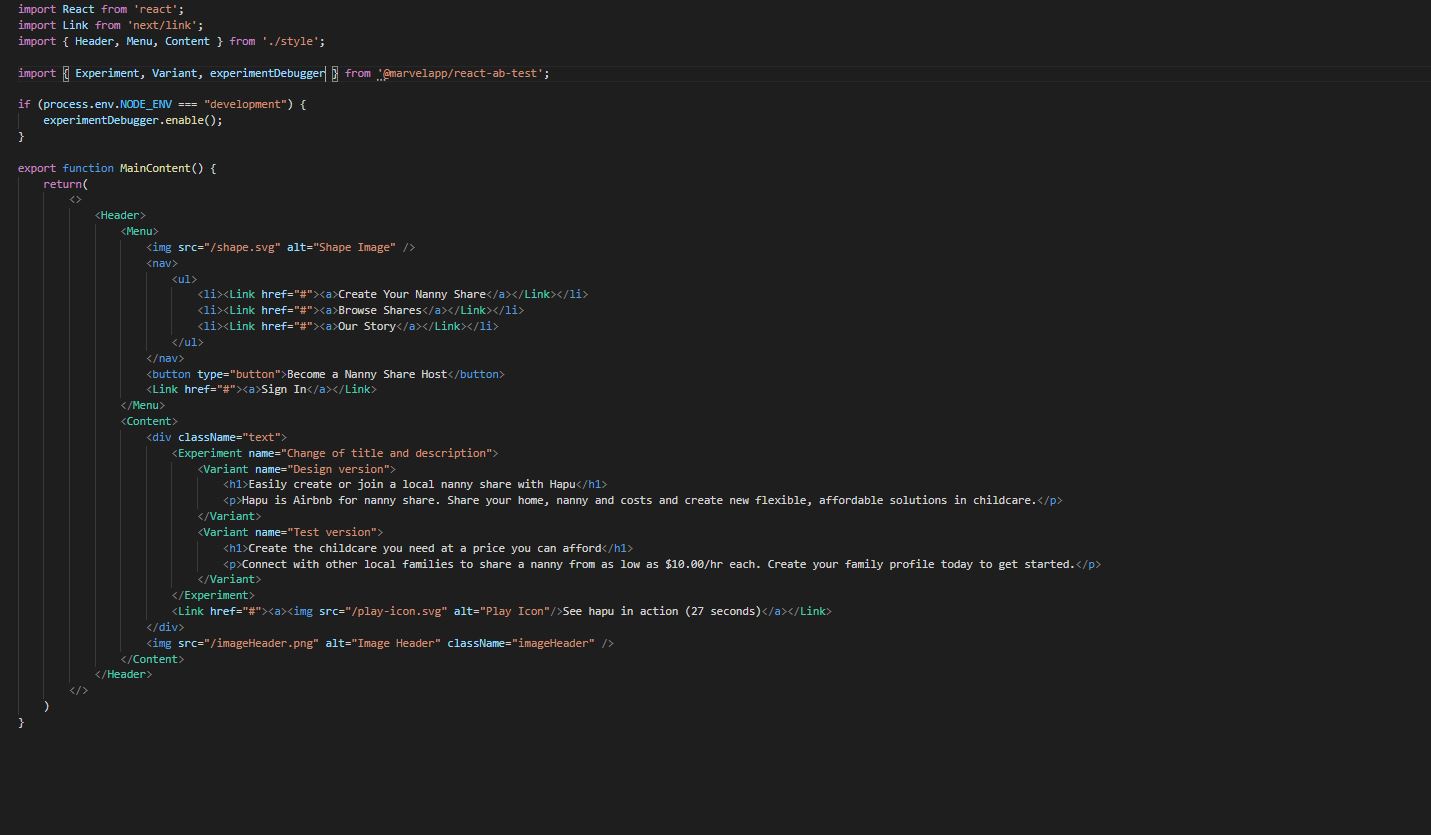 import React from 'react';
import Link from 'next/link';
import { Header, Menu, Content } from './style';
import { Experiment, Variant, experimentDebugger } from '@marvelapp/react-ab-test';
if (process.env.NODE_ENV === "development") {
experimentDebugger.enable();
}
export function MainContent() {
return(
<>
<Header>
<Menu>
<img src="/shape.svg" alt="Shape Image" />
<nav>
<ul>
<li><Link href="#"><a>Create Your Nanny Share</a></Link></li>
<li><Link href="#"><a>Browse Shares</a></Link></li>
<li><Link href="#"><a>Our Story</a></Link></li>
</ul>
</nav>
<button type="button">Become a Nanny Share Host</button>
<Link href="#"><a>Sign In</a></Link>
</Menu>
<Content>
<div className="text">
<Experiment name="Change of title and description">
<Variant name="Design version">
<h1>Easily create or join a local nanny share with Hapu</h1>
<p>Hapu is Airbnb for nanny share. Share your home, nanny and costs and create new flexible, affordable solutions in childcare.</p>
</Variant>
<Variant name="Test version">
<h1>Create the childcare you need at a price you can afford</h1>
<p>Connect with other local families to share a nanny from as low as $10.00/hr each. Create your family profile today to get started.</p>
</Variant>
</Experiment>
<Link href="#"><a><img src="/play-icon.svg" alt="Play Icon"/>See hapu in action (27 seconds)</a></Link>
</div>
<img src="/imageHeader.png" alt="Image Header" className="imageHeader" />
</Content>
</Header>
</>
)
}